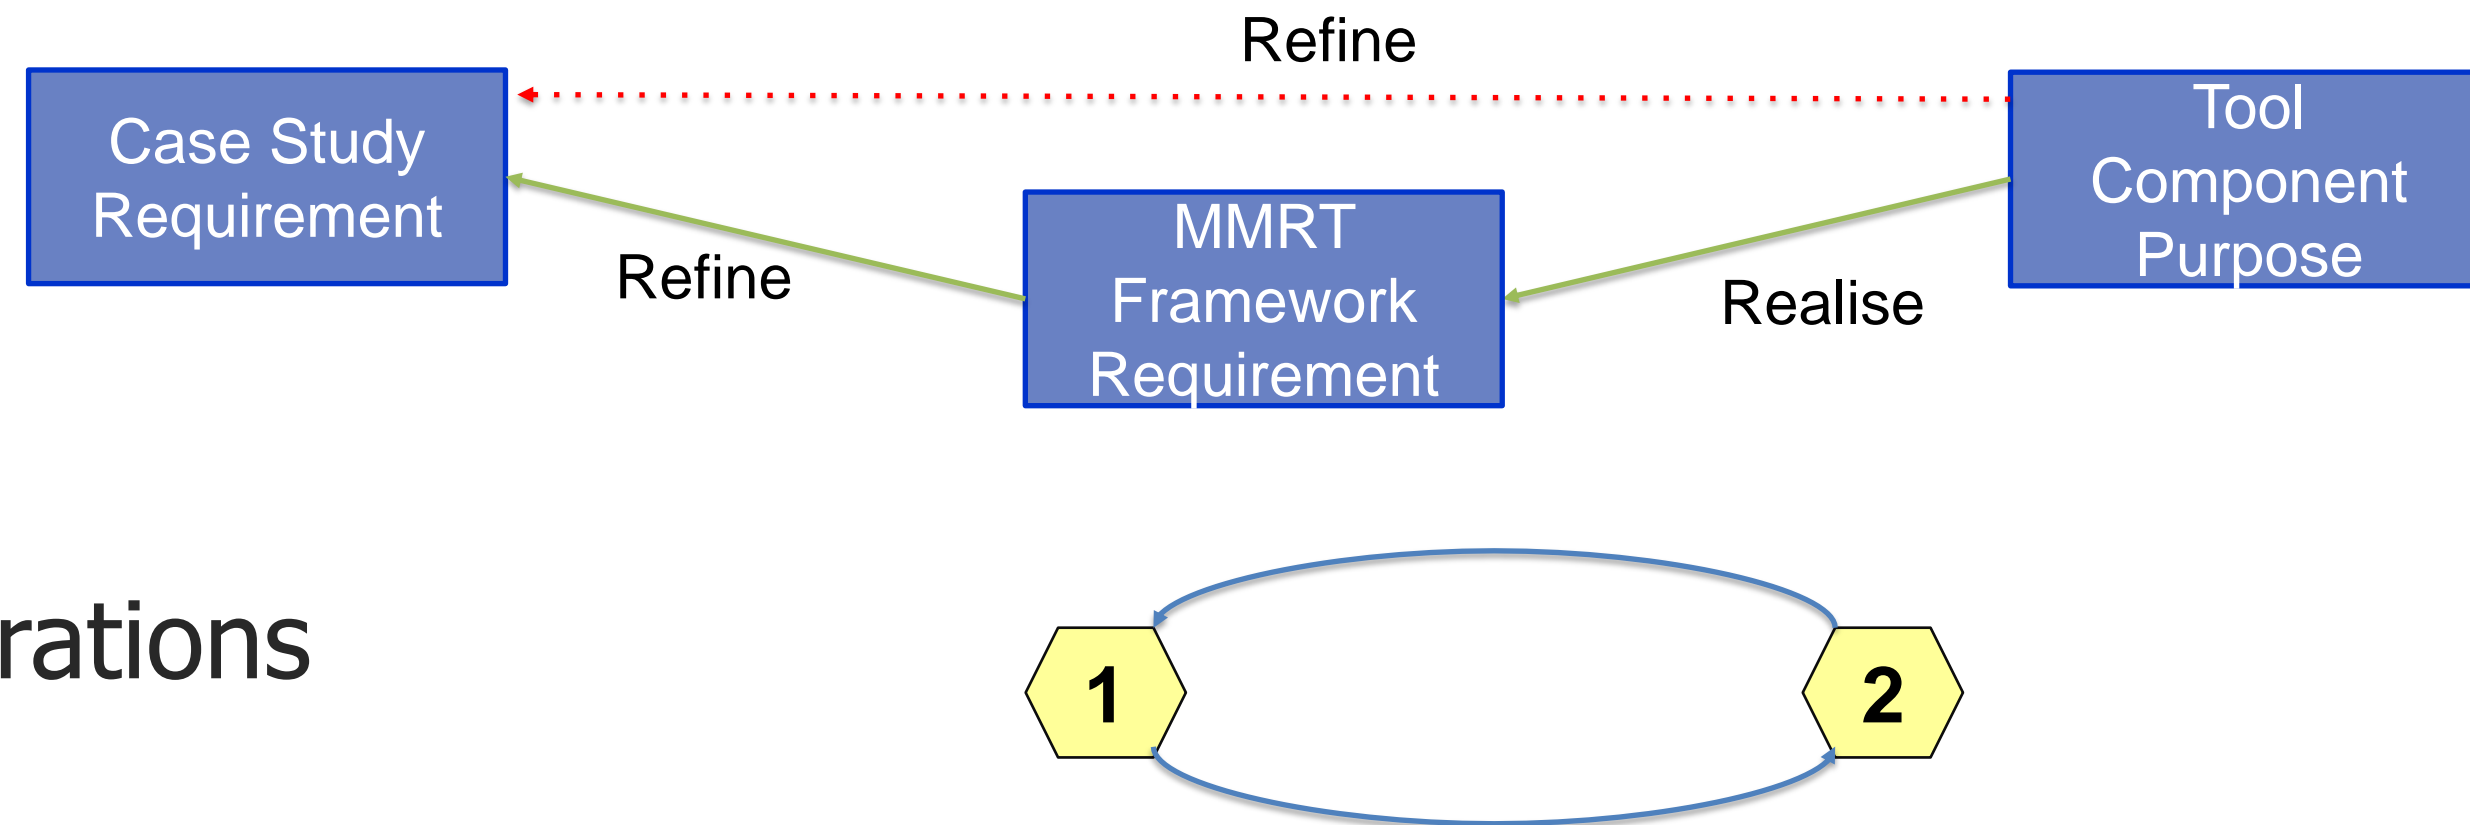 Refine
Case Study
Requirement
Tool
Component
Purpose
MMRT
Framework
Requirement
Refine
Realise
rations
1
2